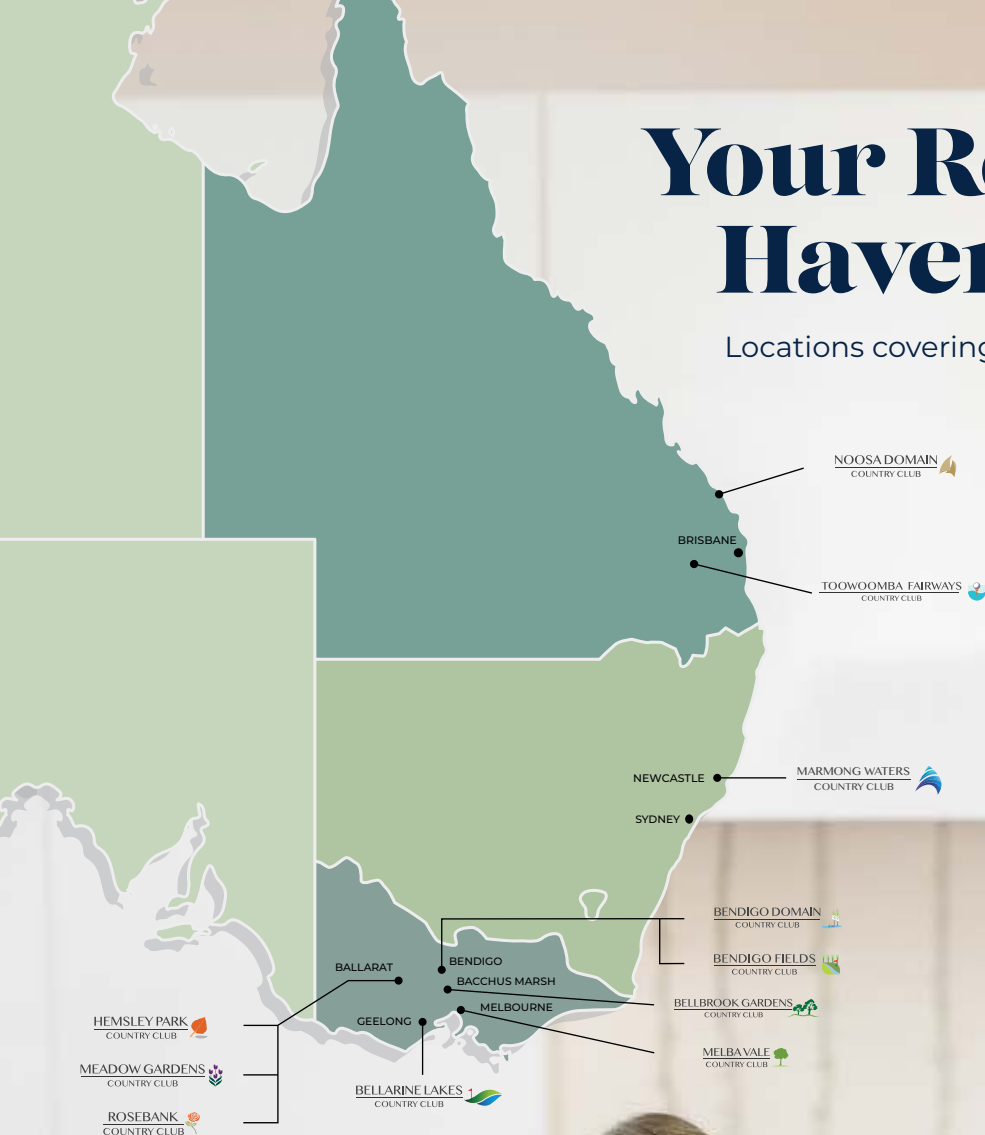 Your R
Haven
Locations covering
NOOSA DOMAIN
COUNTRY CLUB
BRISBANE
TOOWOOMBA FAIRWAYS
COUNTRY CLUB
NEWCASTLE
MARMONG WATERS
COUNTRY CLUB
SYDNEY
BENDIGO DOMAIN
COUNTRY CLUB
BENDIGO
BENDIGO FIELDS
COUNTRY CLUB
BALLARAT
BACCHUS MARSH
BELLBROOK GARDENS
COUNTRY CLUB
MELBOURNE
GEELONG
HEMSLEY PARK
COUNTRY CLUB
MELBA VALE
COUNTRY CLUB
MEADOW GARDENS
COUNTRY CLUB
BELLARINE LAKES
COUNTRY CLUB
ROSEBANK
COUNTRY CLUB